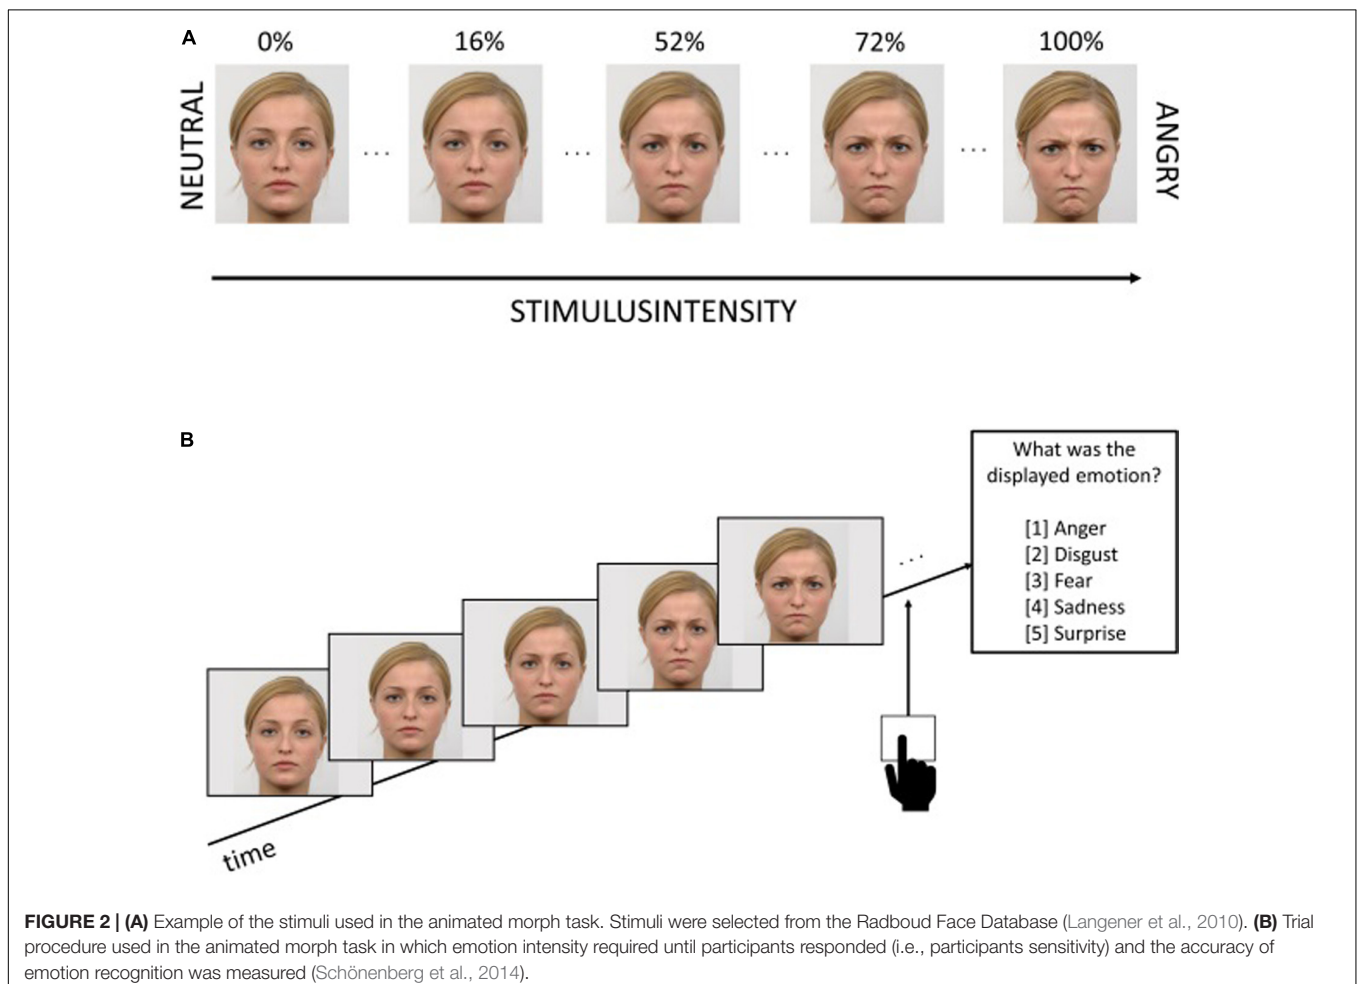 A
0%
16%
52%
72%
100%
NEUTRAL
...
...
...
...
ANGRY
STIMULUSINTENSITY
B
What was the
displayed emotion?
[1] Anger
[2] Disgust
[3] Fear
[4] Sadness
[5] Surprise
...
time
FIGURE 2 | (A) Example of the stimuli used in the animated morph task. Stimuli were selected from the Radboud Face Database (Langener et al., 2010). (B) Trial
procedure used in the animated morph task in which emotion intensity required until participants responded (i.e., participants sensitivity) and the accuracy of
emotion recognition was measured (Schönenberg et al., 2014).